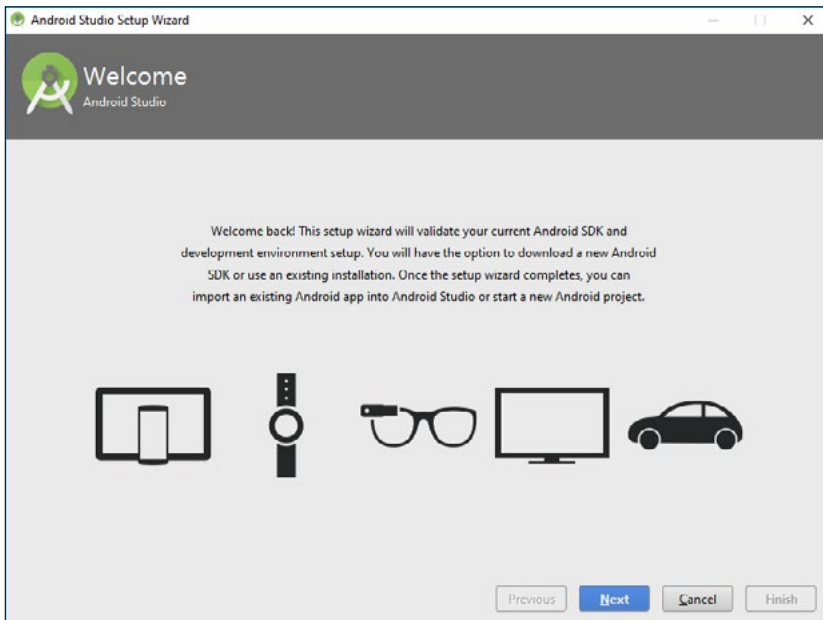 Android Studio Setup Wizard
Welcome
Android Studio
Welcome back! This setup wizard will validate your current Android SDK and
development environment setup. You will have the option to download a new Android
SDK or use an existing installation. Once the setup wizard completes, you can
import an existing Android app into Android Studio or start a new Android project.
Previous Next Cancel Finish